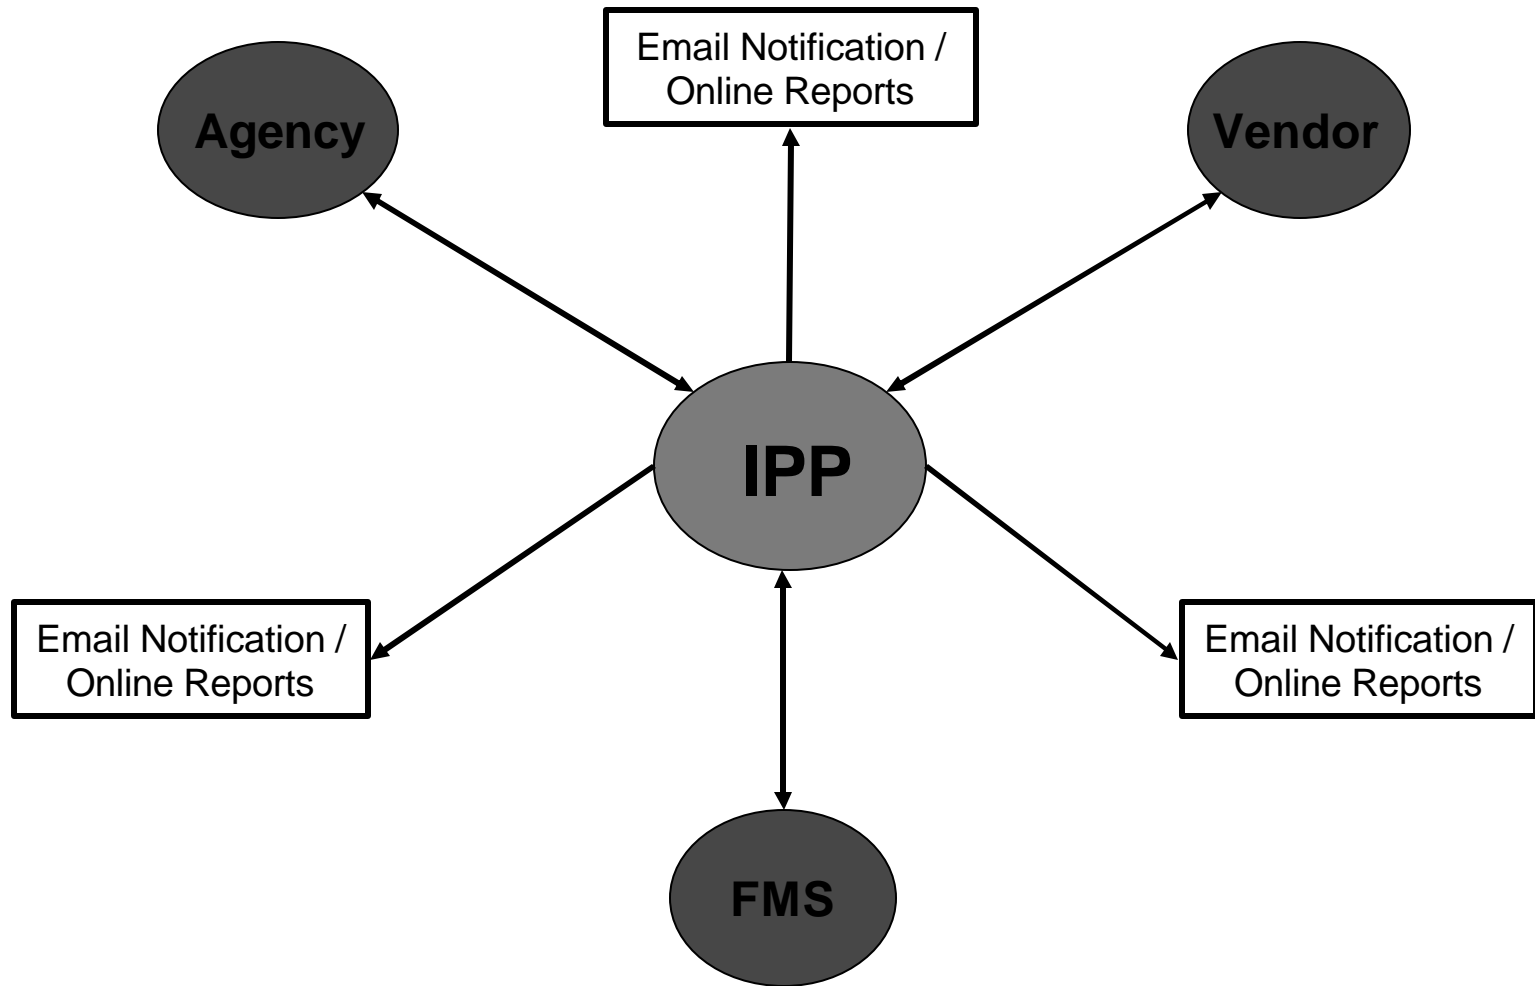 Email Notification /
Online Reports
Agency
Vendor
IPP
Email Notification /
Online Reports
Email Notification /
Online Reports
FMS